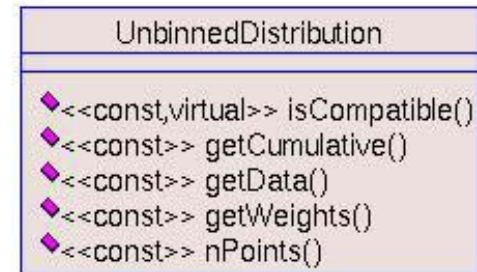 UnbinnedDistribution
<<const,virtual>> isCompatible()
<<const>> getCumulative()
<<const>> getData()
<<const>> getWeights()
<<const>> nPoints()